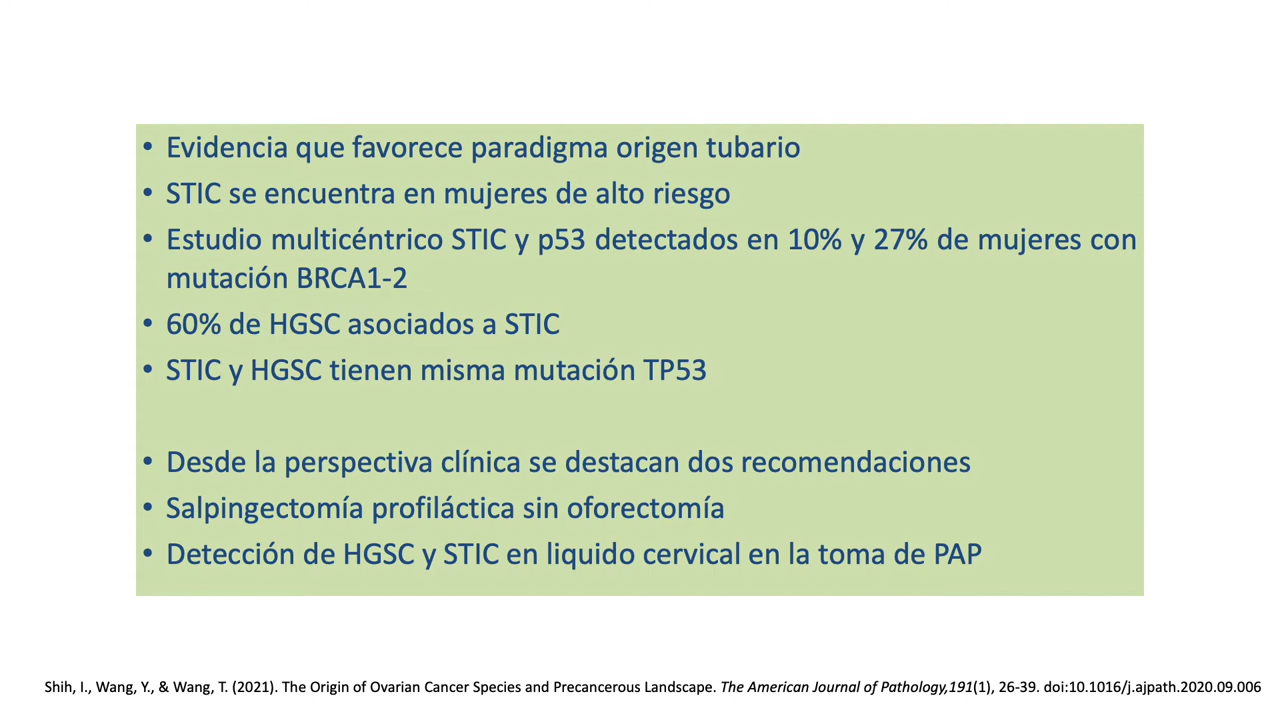 • Evidencia que favorece paradigma origen tubario
• STIC se encuentra en mujeres de alto riesgo
• Estudio multicéntrico STIC y p53 detectados en 10% y 27% de mujeres con
mutación BRCA1-2
• 60% de HGSC asociados a STIC
• STIC y HGSC tienen misma mutación TP53
• Desde la perspectiva clínica se destacan dos recomendaciones
• Salpingectomía profiláctica sin oforectomía
• Detección de HGSC y STIC en liquido cervical en la toma de PAP
Shih, I., Wang, Y., & Wang, T. (2021). The Origin of Ovarian Cancer Species and Precancerous Landscape. The American Journal of Pathology,191(1), 26-39. doi:10.1016/j.ajpath.2020.09.006